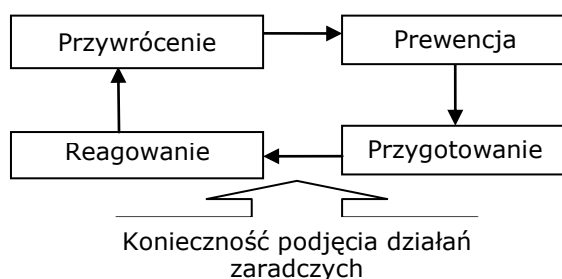 Przywrócenie
Prewencja
Reagowanie
Przygotowanie
Konieczność podjęcia działań
zaradczych